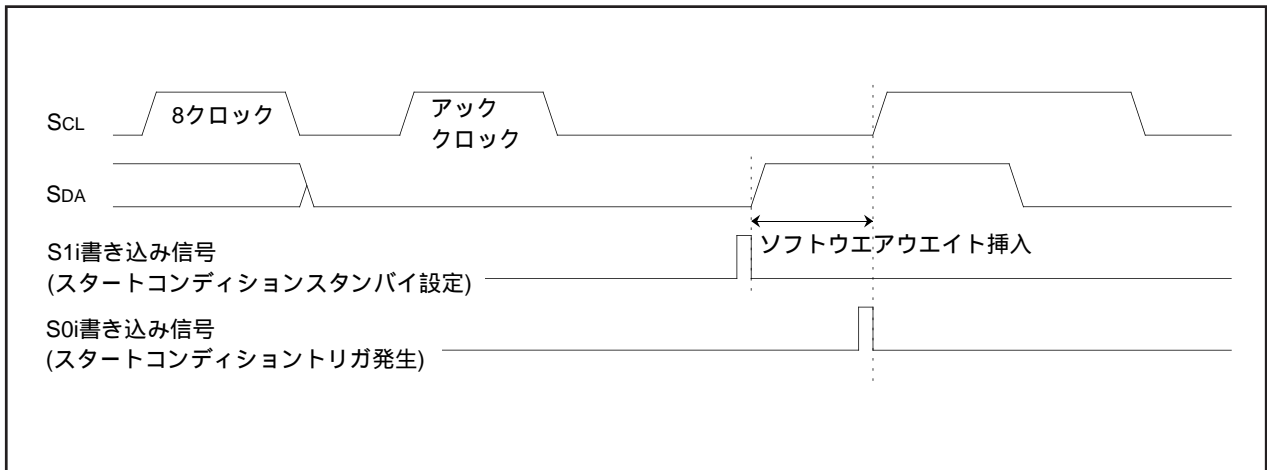 SCL
8クロック
アック
クロック
SDA
S1i書き込み信号
(スタートコンディションスタンバイ設定)
ソフトウエアウエイト挿入
S0i書き込み信号
(スタートコンディショントリガ発生)